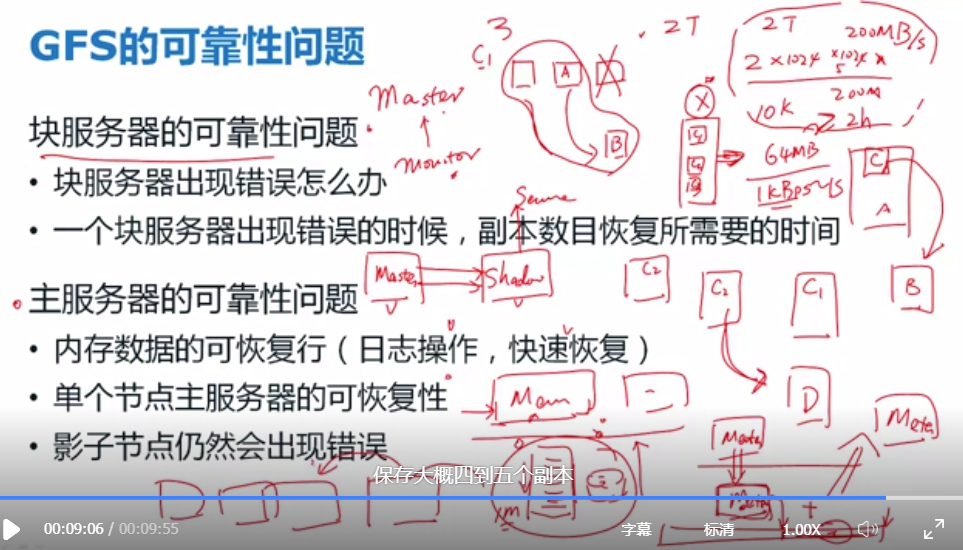 GFS的可靠性问题
3
C1
A
B
2T
2T 200MB/s
2×1024×1024×
5
200M
10K
≥2h
64MB
1KBps
Master
Monitor
块服务器的可靠性问题
• 块服务器出现错误怎么办
• 一个块服务器出现错误的时候，副本数目恢复所需要的时间
C
A
Master
Shadow
C2
C2
C1
B
主服务器的可靠性问题
• 内存数据的可恢复行（日志操作，快速恢复）
• 单个节点主服务器的可恢复性
Mem
D
• 影子节点仍然会出现错误
保存大概四到五个副本
00:09:06 / 00:09:55
字幕
标清
1.00X